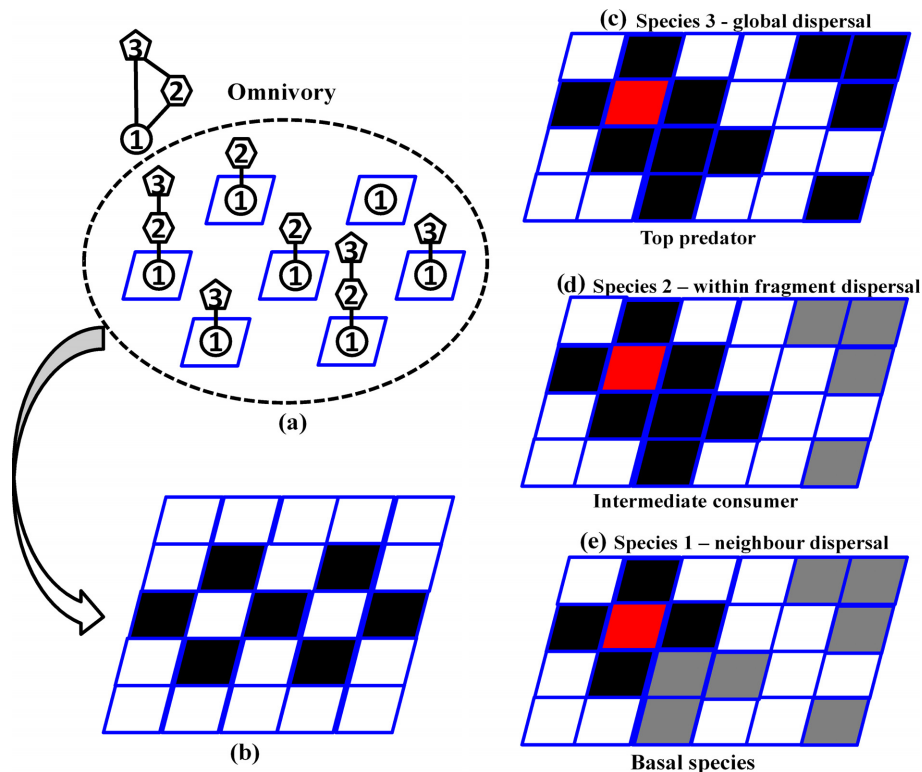 3
2
1
Omnivory
2
3
1
1
2
2
3
3
1
1
1
3
2
1
1
(a)
(b)
(c) Species 3 - global dispersal
Top predator
(d) Species 2 – within fragment dispersal
Intermediate consumer
(e) Species 1 – neighbour dispersal
Basal species